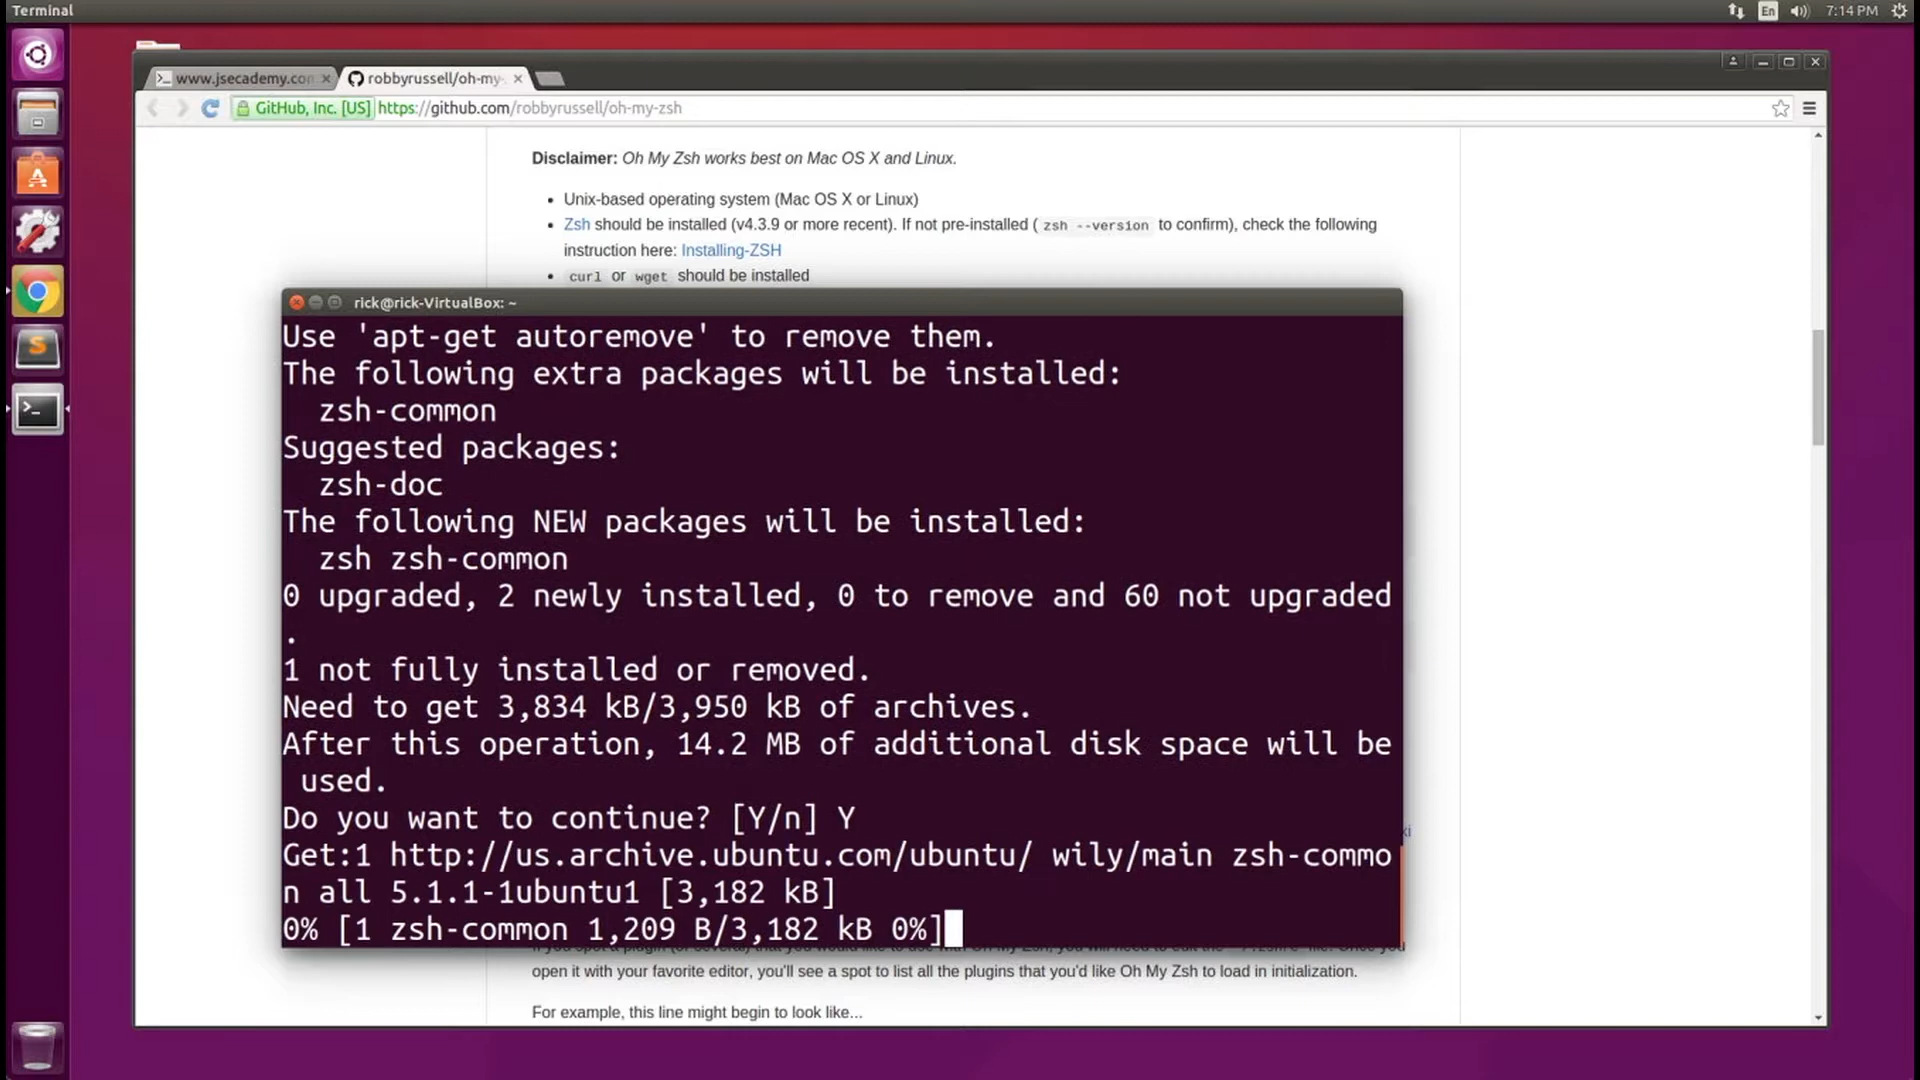 Terminal
En
7:14 PM
www.jsecademy.con
robbyrussell/oh-my-
GitHub, Inc. [US] https://github.com/robbyrussell/oh-my-zsh
Disclaimer: Oh My Zsh works best on Mac OS X and Linux.
• Unix-based operating system (Mac OS X or Linux)
• Zsh should be installed (v4.3.9 or more recent). If not pre-installed ( zsh --version to confirm), check the following
instruction here: Installing-ZSH
• curl or wget should be installed
rick@rick-VirtualBox: ~
Use 'apt-get autoremove' to remove them.
The following extra packages will be installed:
zsh-common
Suggested packages:
zsh-doc
The following NEW packages will be installed:
zsh zsh-common
0 upgraded, 2 newly installed, 0 to remove and 60 not upgraded
.
1 not fully installed or removed.
Need to get 3,834 kB/3,950 kB of archives.
After this operation, 14.2 MB of additional disk space will be
used.
Do you want to continue? [Y/n] Y
Get:1 http://us.archive.ubuntu.com/ubuntu/ wily/main zsh-commo
n all 5.1.1-1ubuntu1 [3,182 kB]
0% [1 zsh-common 1,209 B/3,182 kB 0%]
open it with your favorite editor, you'll see a spot to list all the plugins that you'd like Oh My Zsh to load in initialization.
For example, this line might begin to look like...